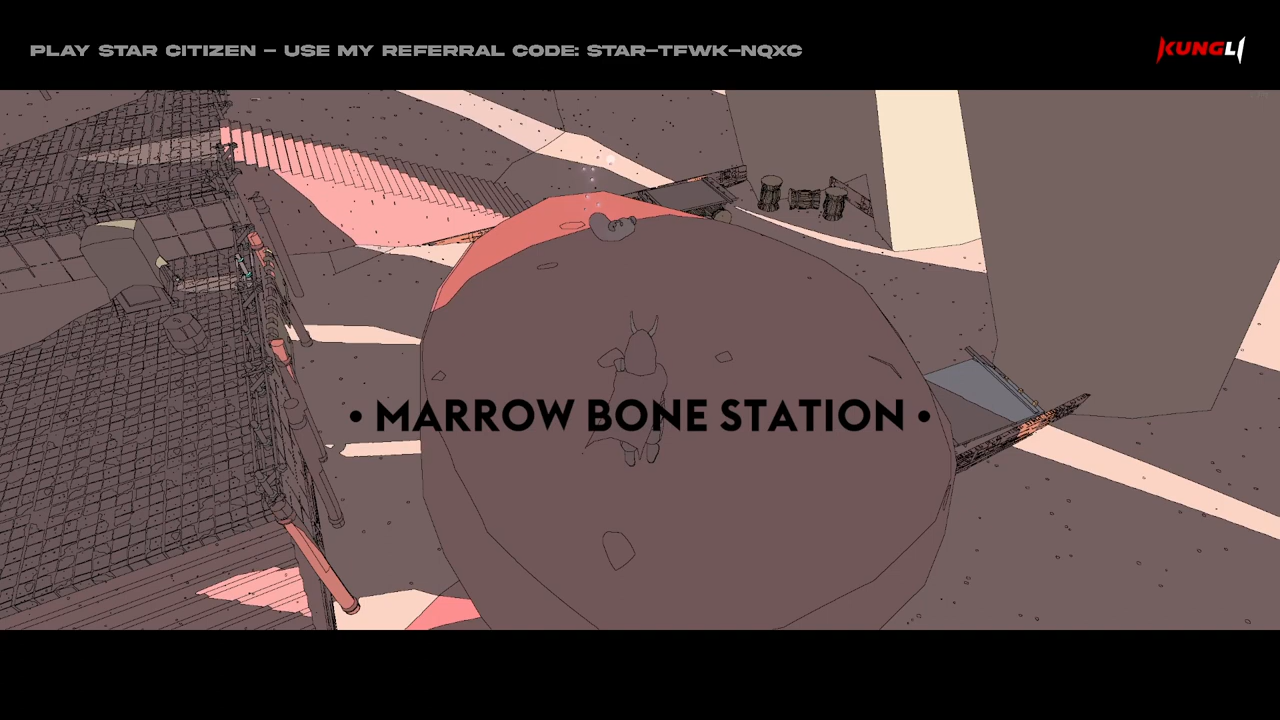 PLAY STAR CITIZEN – USE MY REFERRAL CODE: STAR–TFWK–NQXC
KUNGLI
• MARROW BONE STATION •